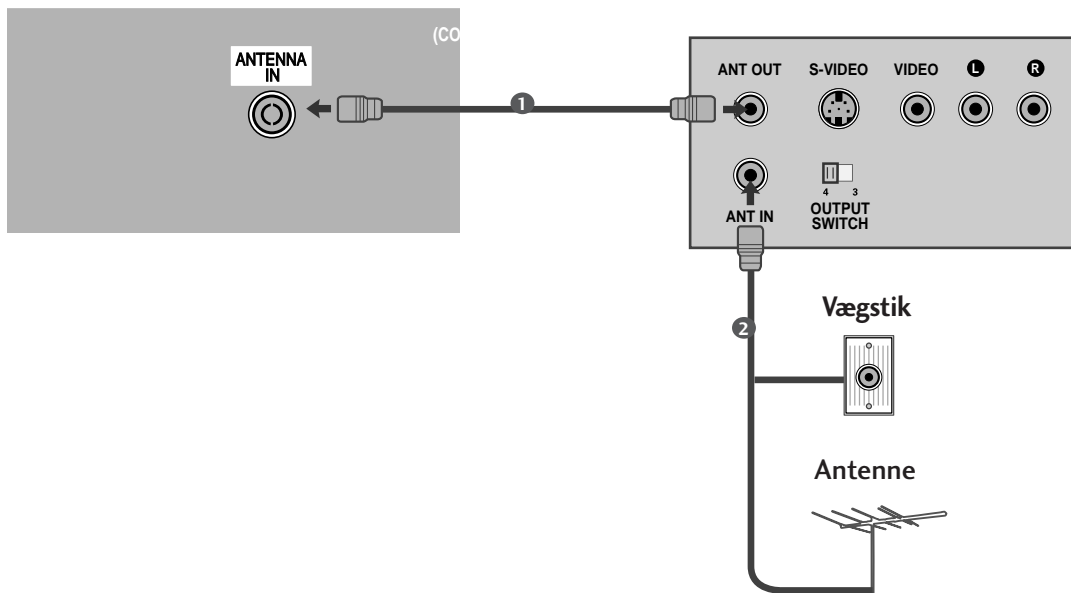 (CO
ANTENNA
IN
ANT OUT
S-VIDEO
VIDEO
L
R
1
4
3
ANT IN
OUTPUT
SWITCH
2
Vægstik
Antenne